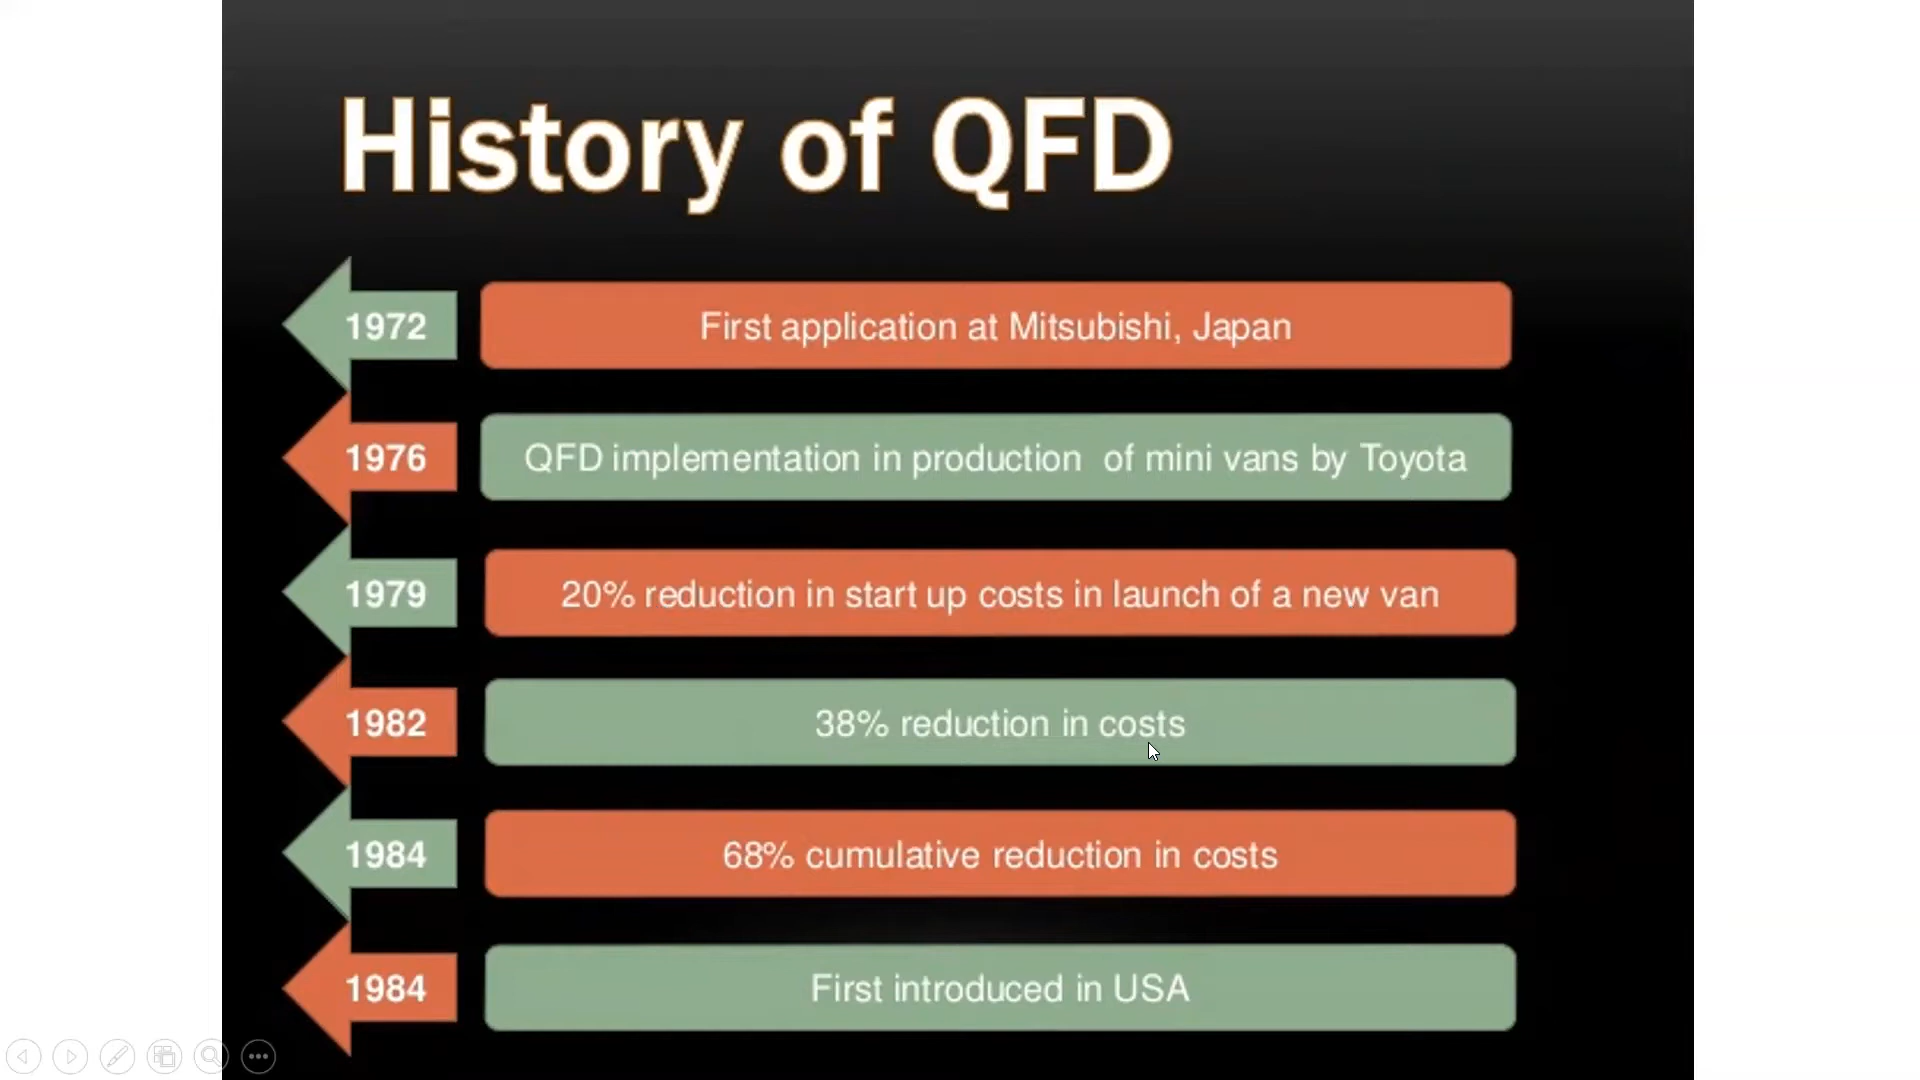 History of QFD
1972
First application at Mitsubishi, Japan
1976
QFD implementation in production of mini vans by Toyota
1979
20% reduction in start up costs in launch of a new van
1982
38% reduction in costs
1984
68% cumulative reduction in costs
1984
First introduced in USA